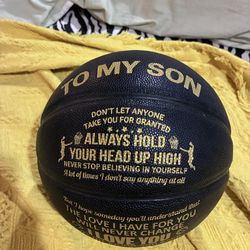 TO MY SON
DON'T LET ANYONE
TAKE YOU FOR GRANTED
ALWAYS HOLD
YOUR HEAD UP HIGH
NEVER STOP BELIEVING IN YOURSELF
A lot of times I don't say anything at all
But I hope someday you'll understand that
THE LOVE I HAVE FOR YOU
WILL NEVER CHANGE
I LOVE YOU